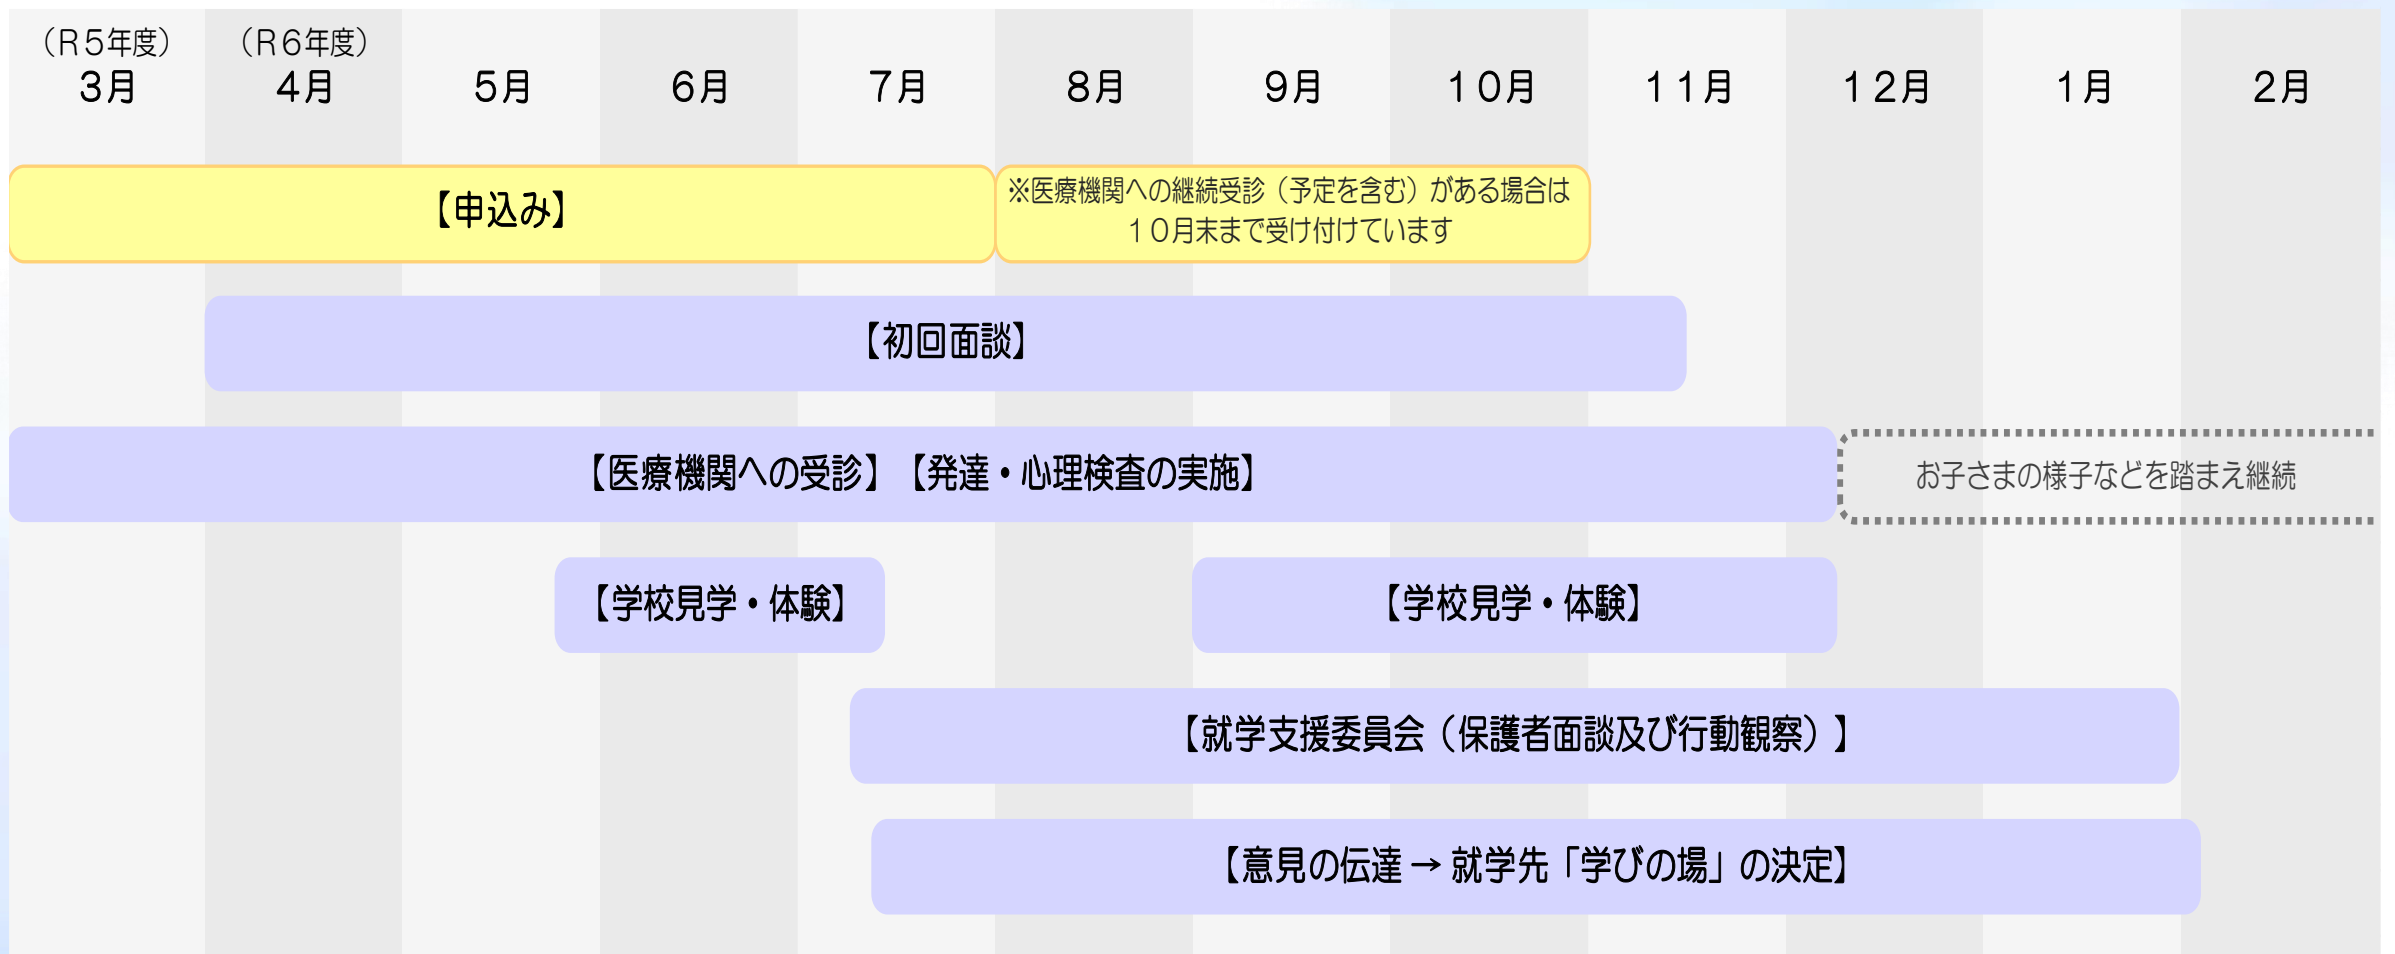 （Ｒ５年度）
３月
（Ｒ６年度）
４月
５月
６月
７月
８月
９月
１０月
１１月
１２月
１月
２月
【申込み】
※医療機関への継続受診（予定を含む）がある場合は
１０月末まで受け付けています
【初回面談】
【医療機関への受診】【発達・心理検査の実施】
お子さまの様子などを踏まえ継続
【学校見学・体験】
【学校見学・体験】
【就学支援委員会（保護者面談及び行動観察）】
【意見の伝達 → 就学先「学びの場」の決定】